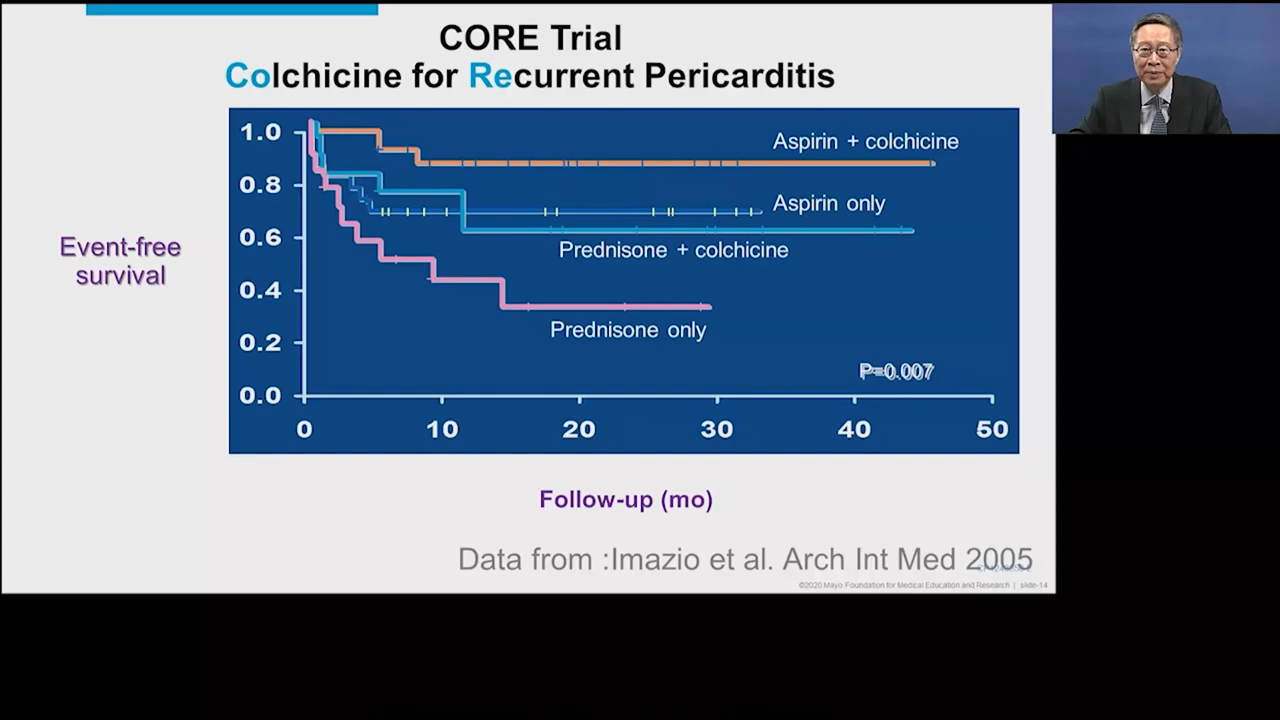 CORE Trial
Colchicine for Recurrent Pericarditis
1.0
0.8
0.6
0.4
0.2
0.0
Aspirin + colchicine
Aspirin only
Prednisone + colchicine
Prednisone only
P=0.007
Event-free
survival
0 10 20 30 40 50
Follow-up (mo)
Data from :Imazio et al. Arch Int Med 2005
©2020 Mayo Foundation for Medical Education and Research | slide-14